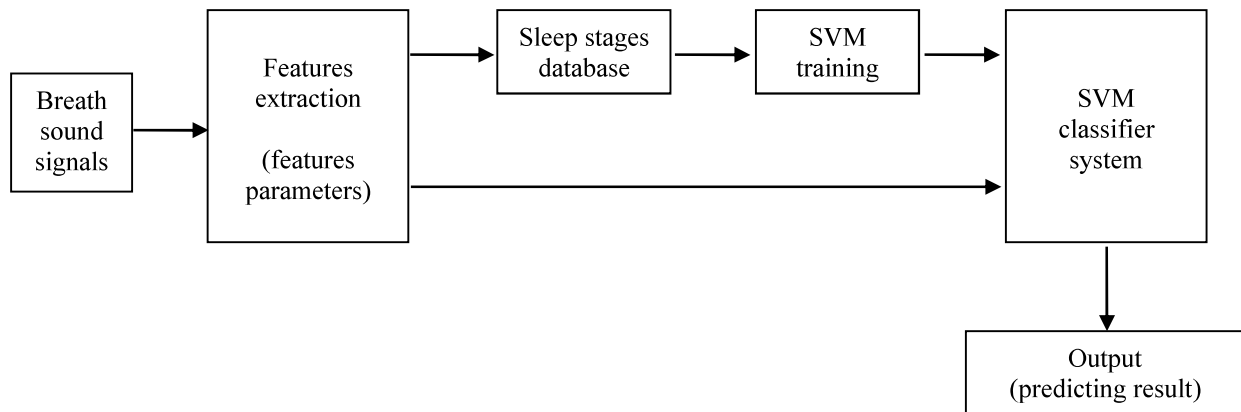 Breath
sound
signals
Features
extraction
(features
parameters)
Sleep stages
database
SVM
training
SVM
classifier
system
Output
(predicting result)